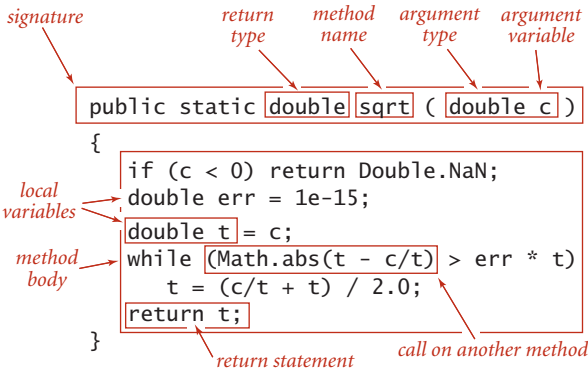 signature
return type
method name
argument type
argument variable
public static double sqrt ( double c )
{
if (c < 0) return Double.NaN;
double err = 1e-15;
double t = c;
while (Math.abs(t - c/t) > err * t)
t = (c/t + t) / 2.0;
return t;
}
local variables
method body
return statement
call on another method